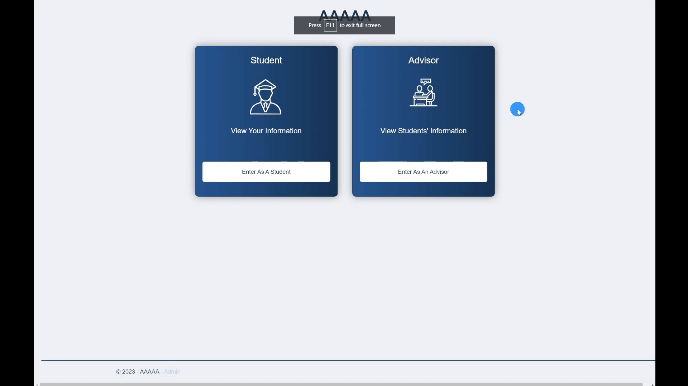 AAAAA
Press F11 to exit full screen
Student
Advisor
View Your Information
View Students' Information
Enter As A Student
Enter As An Advisor
© 2023 - AAAAA - Admin